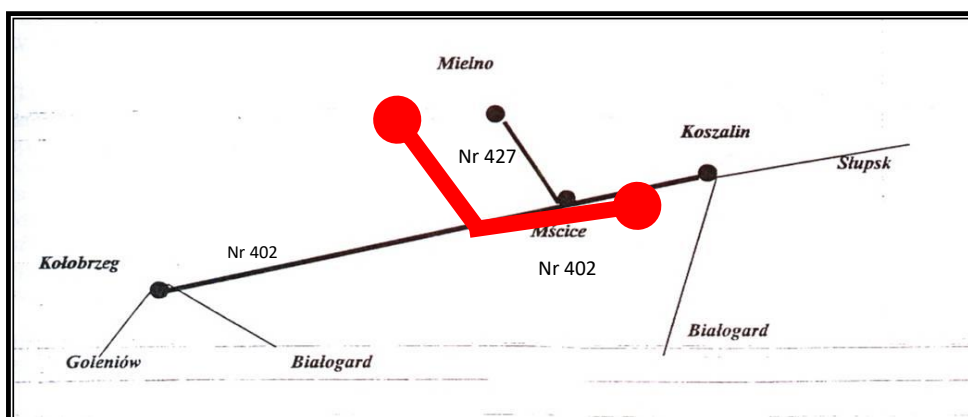 Mielno
Koszalin
Nr 427
Słupsk
Mścice
Nr 402
Kołobrzeg
Nr 402
Białogard
Goleniów
Białogard